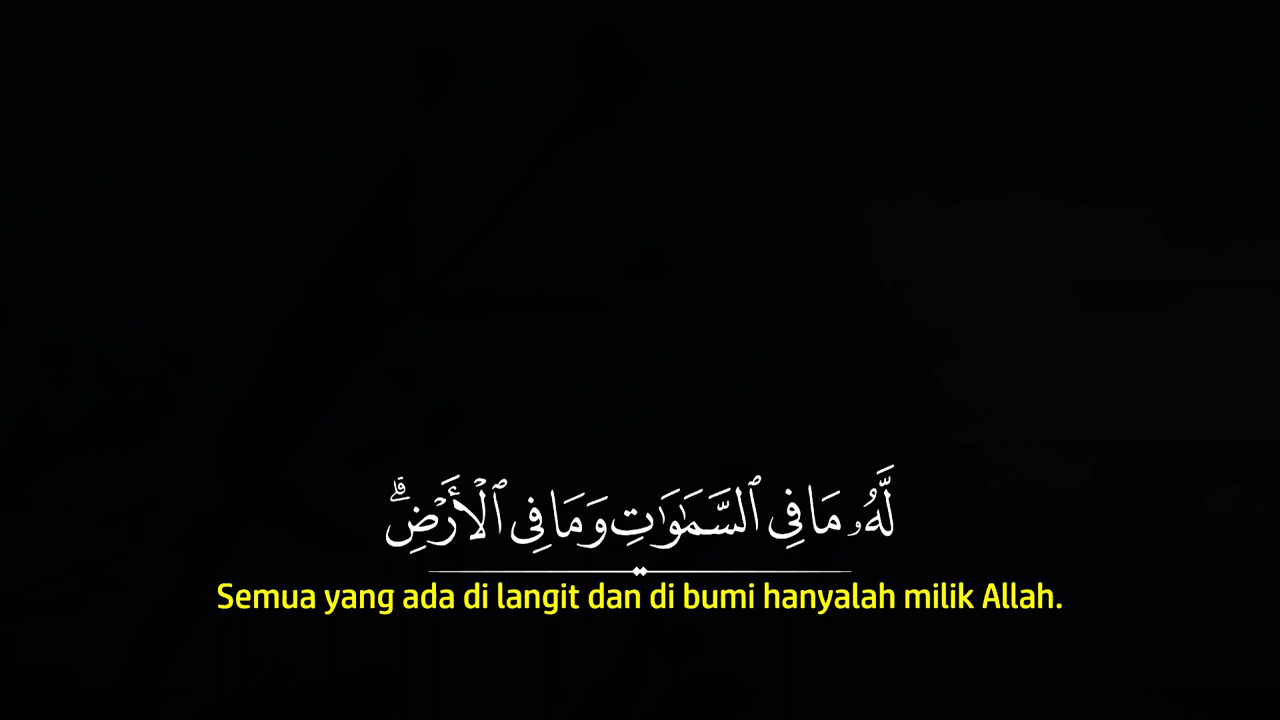 لَّهُۥ مَا فِى ٱلسَّمَـٰوَٰتِ وَمَا فِى ٱلْأَرْضِ ۗ
Semua yang ada di langit dan di bumi hanyalah milik Allah.